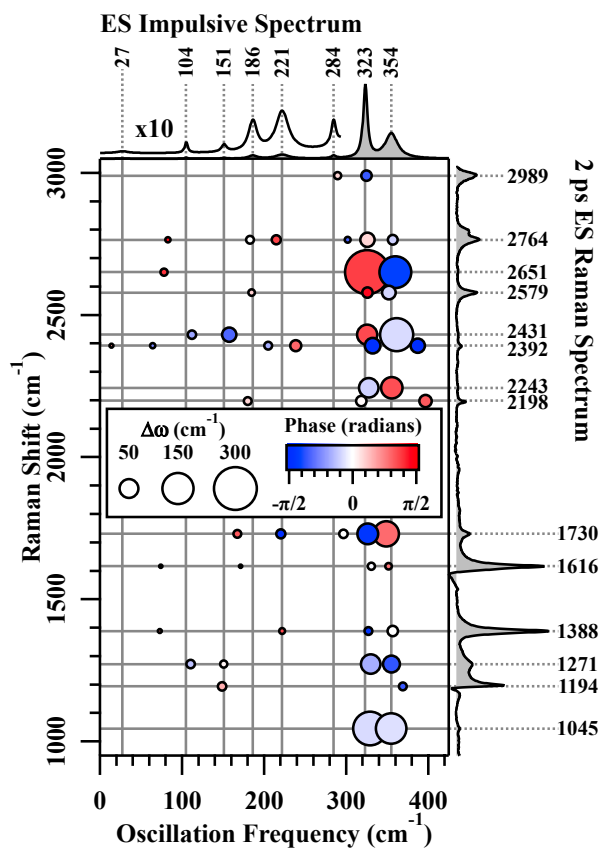 ES Impulsive Spectrum
27
104
151
186
221
284
323
354
x10
3000
2500
2000
1500
1000
Raman Shift (cm-1)
2989
2764
2651
2579
2431
2392
2243
2198
1730
1616
1388
1271
1194
1045
2 ps ES Raman Spectrum
Δω (cm-1)
50 150 300
Phase (radians)
-π/2 0 π/2
0 100 200 300 400
Oscillation Frequency (cm-1)